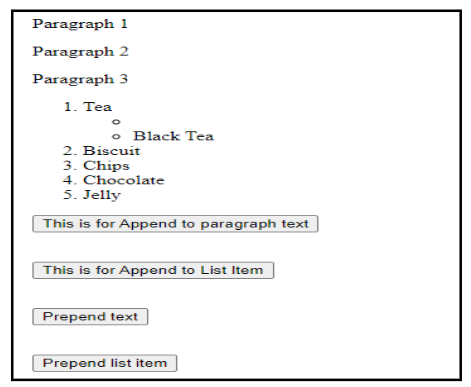 Paragraph 1
Paragraph 2
Paragraph 3
1. Tea
Black Tea
2. Biscuit
3. Chips
4. Chocolate
5. Jelly
This is for Append to paragraph text
This is for Append to List Item
Prepend text
Prepend list item